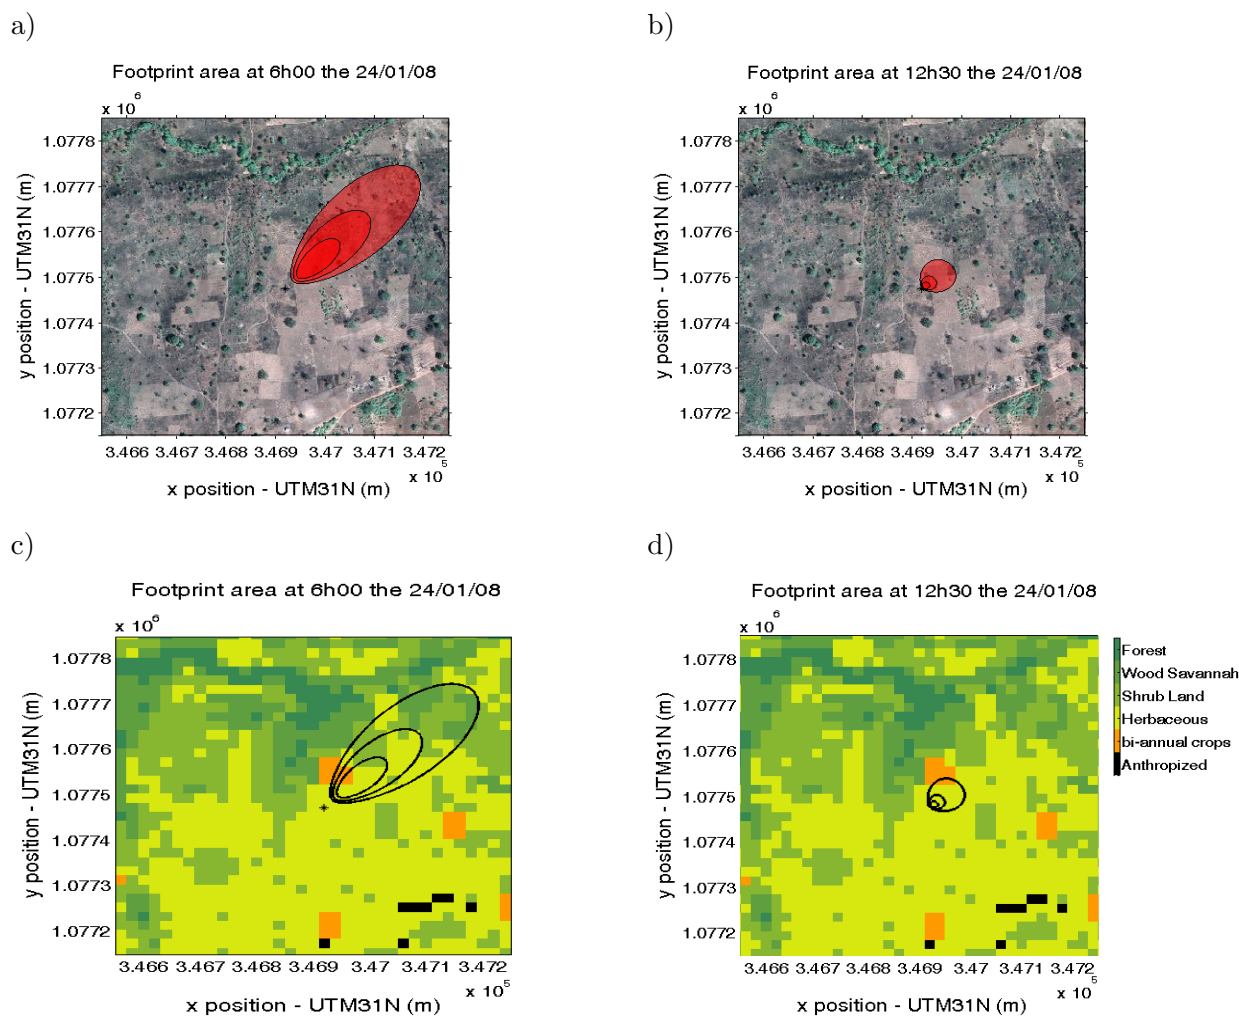 a)
Footprint area at 6h00 the 24/01/08
x 10^6
1.0778
1.0777
1.0776
1.0775
1.0774
1.0773
1.0772
y position - UTM31N (m)
3.466 3.467 3.468 3.469 3.47 3.471 3.472
x 10^5
x position - UTM31N (m)
b)
Footprint area at 12h30 the 24/01/08
x 10^6
1.0778
1.0777
1.0776
1.0775
1.0774
1.0773
1.0772
y position - UTM31N (m)
3.466 3.467 3.468 3.469 3.47 3.471 3.472
x 10^5
x position - UTM31N (m)
c)
Footprint area at 6h00 the 24/01/08
x 10^6
1.0778
1.0777
1.0776
1.0775
1.0774
1.0773
1.0772
y position - UTM31N (m)
3.466 3.467 3.468 3.469 3.47 3.471 3.472
x 10^5
x position - UTM31N (m)
d)
Footprint area at 12h30 the 24/01/08
x 10^6
1.0778
1.0777
1.0776
1.0775
1.0774
1.0773
1.0772
y position - UTM31N (m)
3.466 3.467 3.468 3.469 3.47 3.471 3.472
x 10^5
x position - UTM31N (m)
Forest
Wood Savannah
Shrub Land
Herbaceous
bi-annual crops
Anthropized